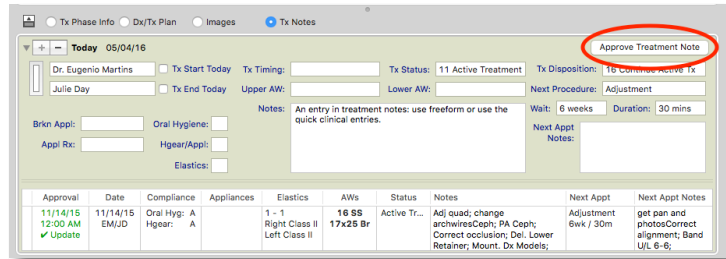 Tx Phase Info Dx/Tx Plan Images Tx Notes
+ − Today 05/04/16 Approve Treatment Note
Dr. Eugenio Martins Tx Start Today Tx Timing: Tx Status: 11 Active Treatment Tx Disposition: 16 Continue Active Tx
Julie Day Tx End Today Upper AW: Lower AW: Next Procedure: Adjustment
Notes: An entry in treatment notes: use freeform or use the Wait: 6 weeks Duration: 30 mins
quick clinical entries.
Brkn Appl: Oral Hygiene: Next Appt
Notes:
Appl Rx: Hgear/Appl:
Elastics:
Approval Date Compliance Appliances Elastics AWs Status Notes Next Appt Next Appt Notes
11/14/15 11/14/15 Oral Hyg: A 1 - 1 16 SS Active Tr... Adj quad; change Adjustment get pan and
12:00 AM EM/JD Hgear: A Right Class II 17x25 Br archwiresCeph; PA Ceph; 6wk / 30m photosCorrect
✔ Update Left Class II Correct occlusion; Del. Lower alignment; Band
Retainer; Mount. Dx Models; U/L 6-6;